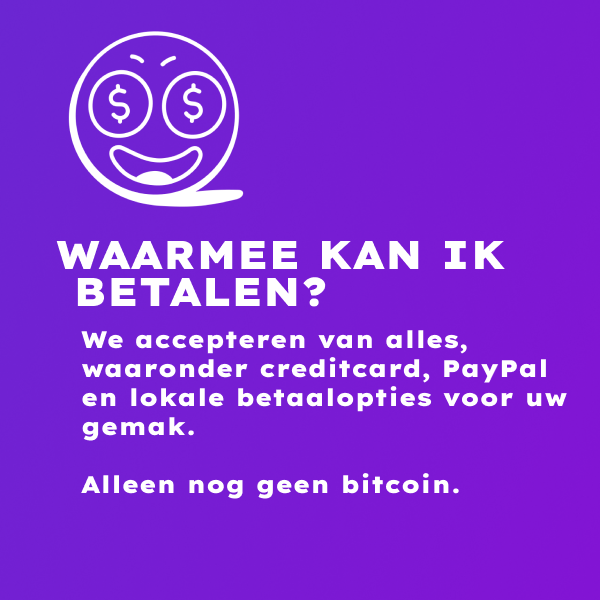 $ $
WAARMEE KAN IK
BETALEN?
We accepteren van alles,
waaronder creditcard, PayPal
en lokale betaalopties voor uw
gemak.
Alleen nog geen bitcoin.